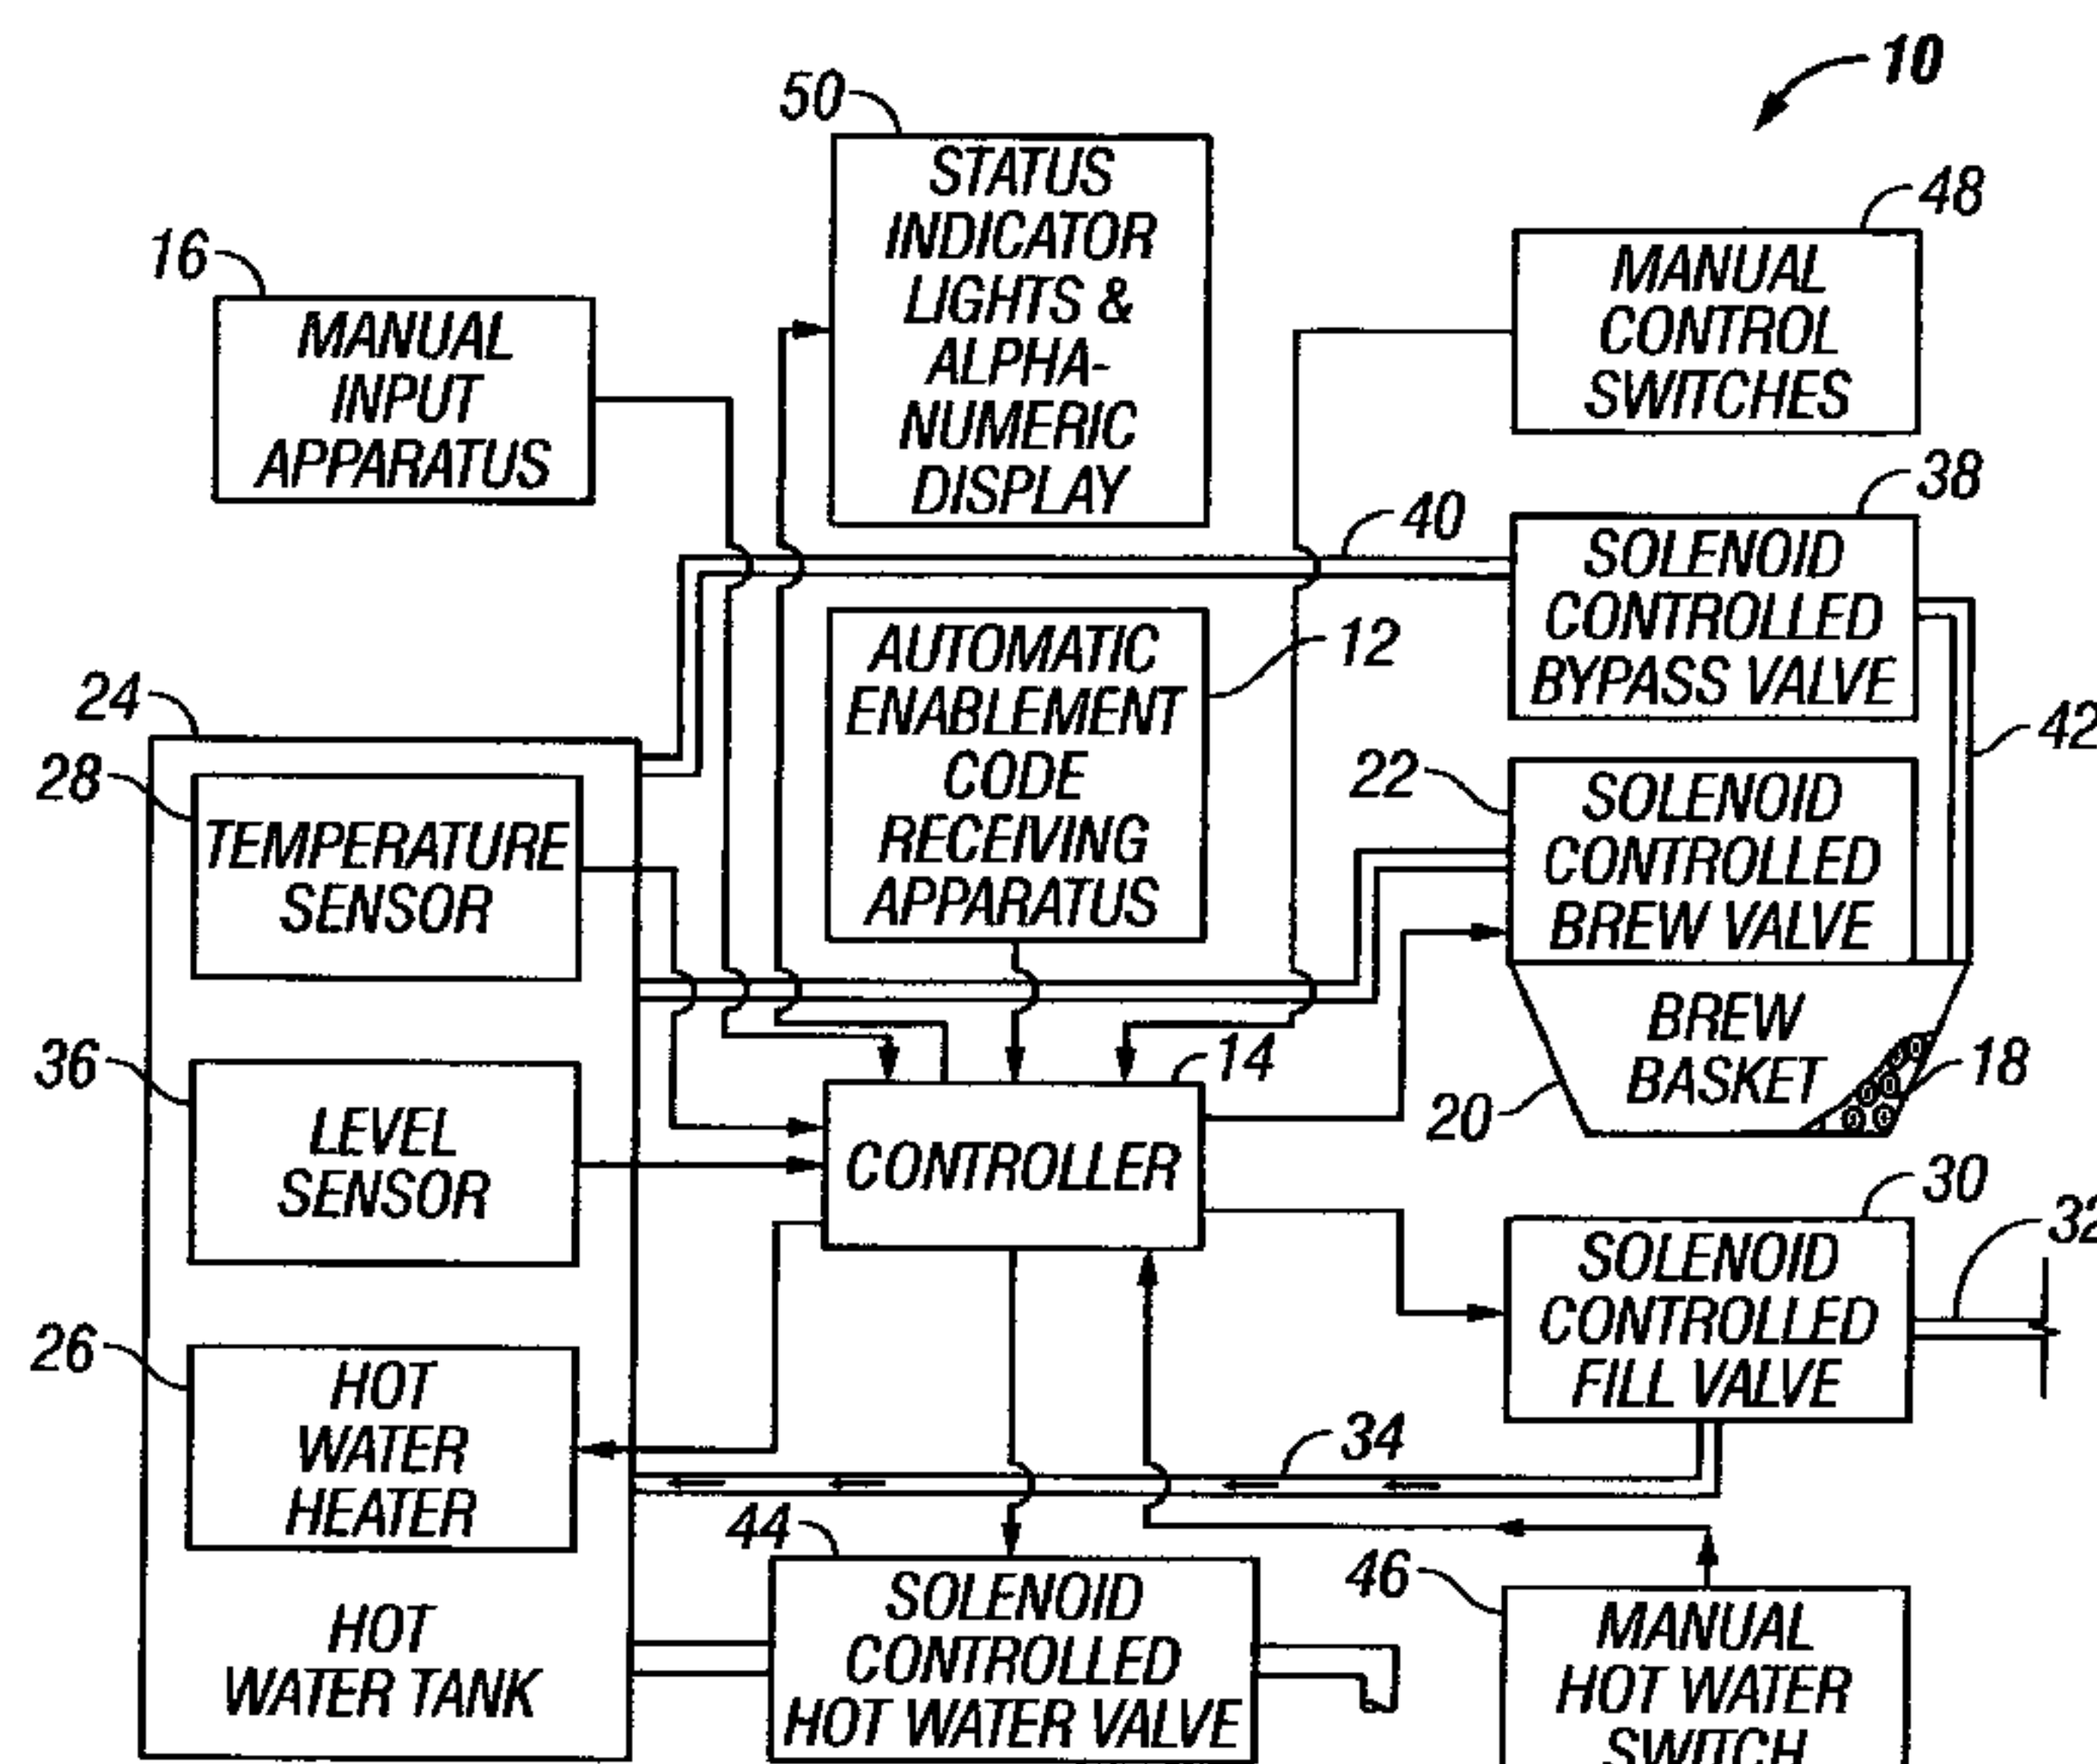 10
50
STATUS
INDICATOR
LIGHTS &
ALPHA-
NUMERIC
DISPLAY
48
MANUAL
CONTROL
SWITCHES
16
MANUAL
INPUT
APPARATUS
40
38
SOLENOID
CONTROLLED
BYPASS VALVE
12
AUTOMATIC
ENABLEMENT
CODE
RECEIVING
APPARATUS
42
24
28
TEMPERATURE
SENSOR
22
SOLENOID
CONTROLLED
BREW VALVE
BREW
BASKET
18
20
36
LEVEL
SENSOR
14
CONTROLLER
30
32
SOLENOID
CONTROLLED
FILL VALVE
26
HOT
WATER
HEATER
34
HOT
WATER TANK
44
SOLENOID
CONTROLLED
HOT WATER VALVE
46
MANUAL
HOT WATER
SWITCH